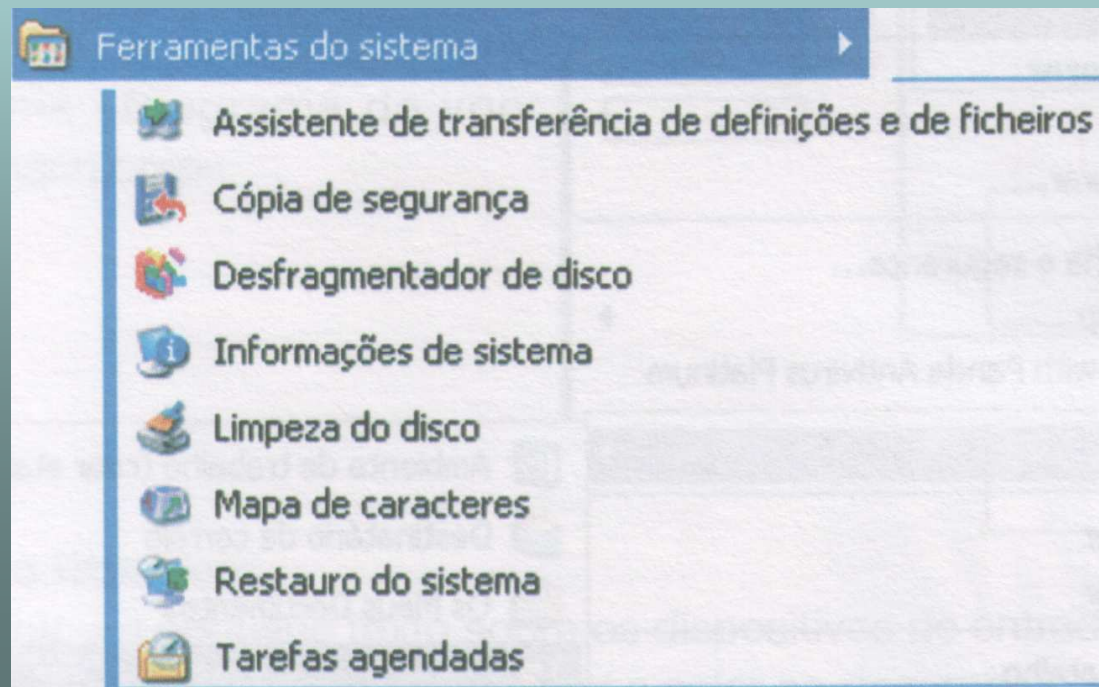 Ferramentas do sistema
Assistente de transferência de definições e de ficheiros
Cópia de segurança
Desfragmentador de disco
Informações de sistema
Limpeza do disco
Mapa de caracteres
Restauro do sistema
Tarefas agendadas